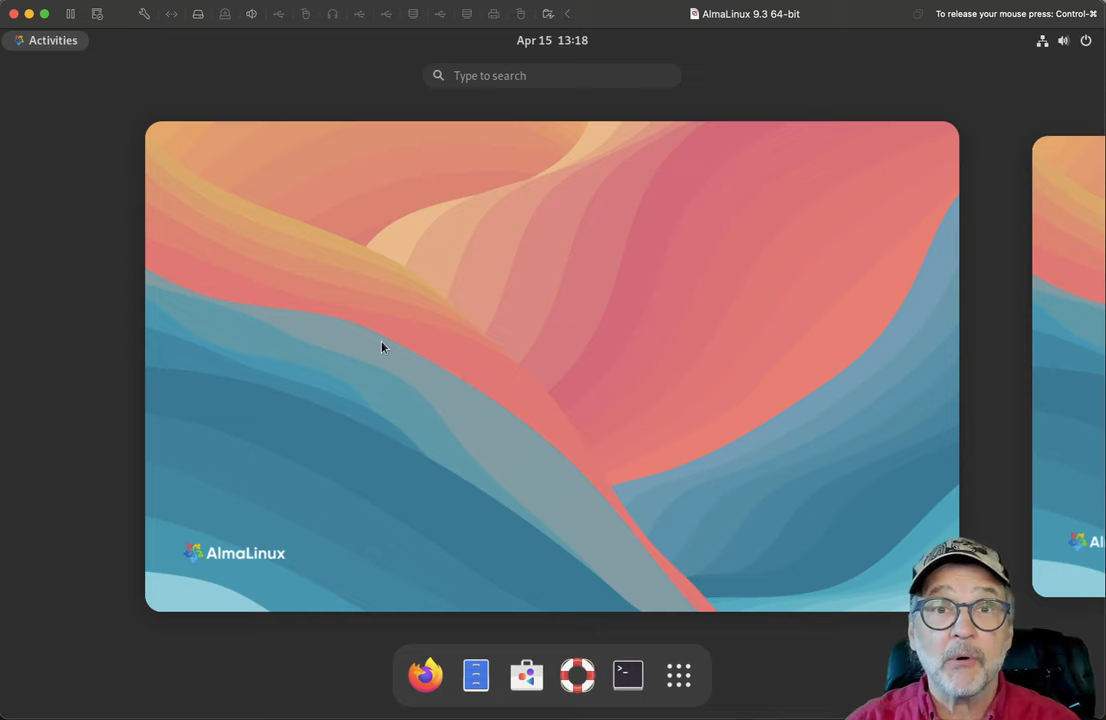 AlmaLinux 9.3 64-bit
To release your mouse press: Control-⌘
Activities
Apr 15 13:18
Type to search
AlmaLinux
Al
>_